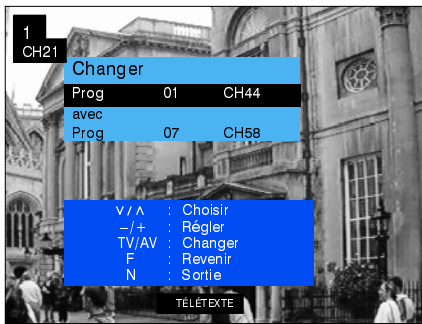 1
CH21
Changer
Prog 01 CH44
avec
Prog 07 CH58
∨/∧ : Choisir
–/+ : Régler
TV/AV : Changer
F : Revenir
N : Sortie
TÉLÉTEXTE